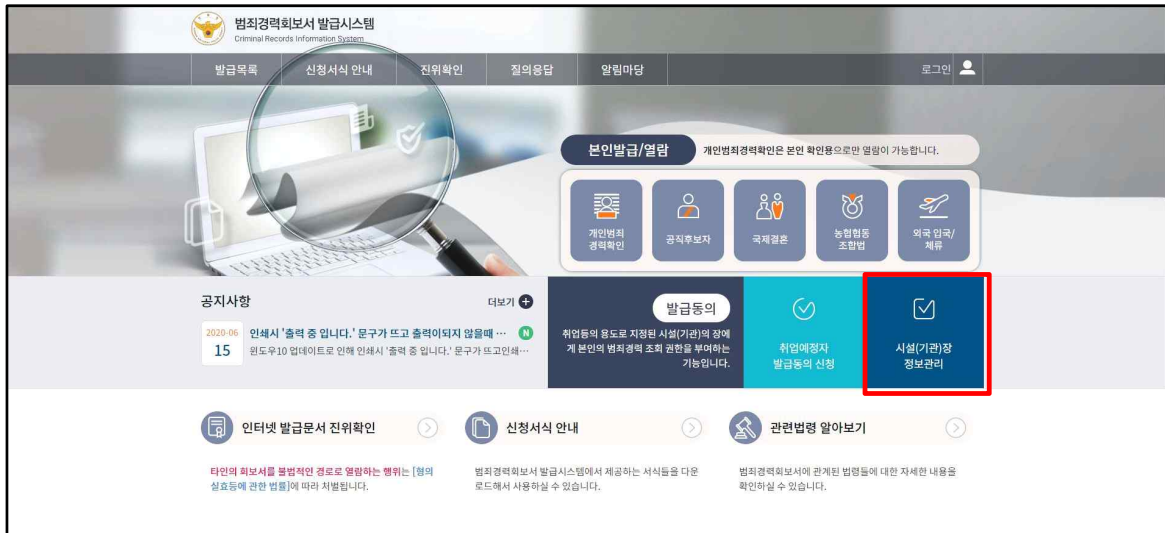 범죄경력회보서 발급시스템
Criminal Records Information System
발급목록 신청서식 안내 진위확인 질의응답 알림마당 로그인
본인발급/열람 개인범죄경력확인은 본인 확인용으로만 열람이 가능합니다.
개인범죄
경력확인
공직후보자
국제결혼
농협협동
조합법
외국 입국/
체류
공지사항 더보기
2020-06
15
인쇄시 '출력 중 입니다.' 문구가 뜨고 출력이되지 않을때 … N
윈도우10 업데이트로 인해 인쇄시 '출력 중 입니다.' 문구가 뜨고인쇄…
발급동의
취업등의 용도로 지정된 시설(기관)의 장에
게 본인의 범죄경력 조회 권한을 부여하는
기능입니다.
취업예정자
발급동의 신청
시설(기관)장
정보관리
인터넷 발급문서 진위확인
타인의 회보서를 불법적인 경로로 열람하는 행위는 [형의
실효등에 관한 법률]에 따라 처벌됩니다.
신청서식 안내
범죄경력회보서 발급시스템에서 제공하는 서식들을 다운
로드해서 사용하실 수 있습니다.
관련법령 알아보기
범죄경력회보서에 관계된 법령들에 대한 자세한 내용을
확인하실 수 있습니다.